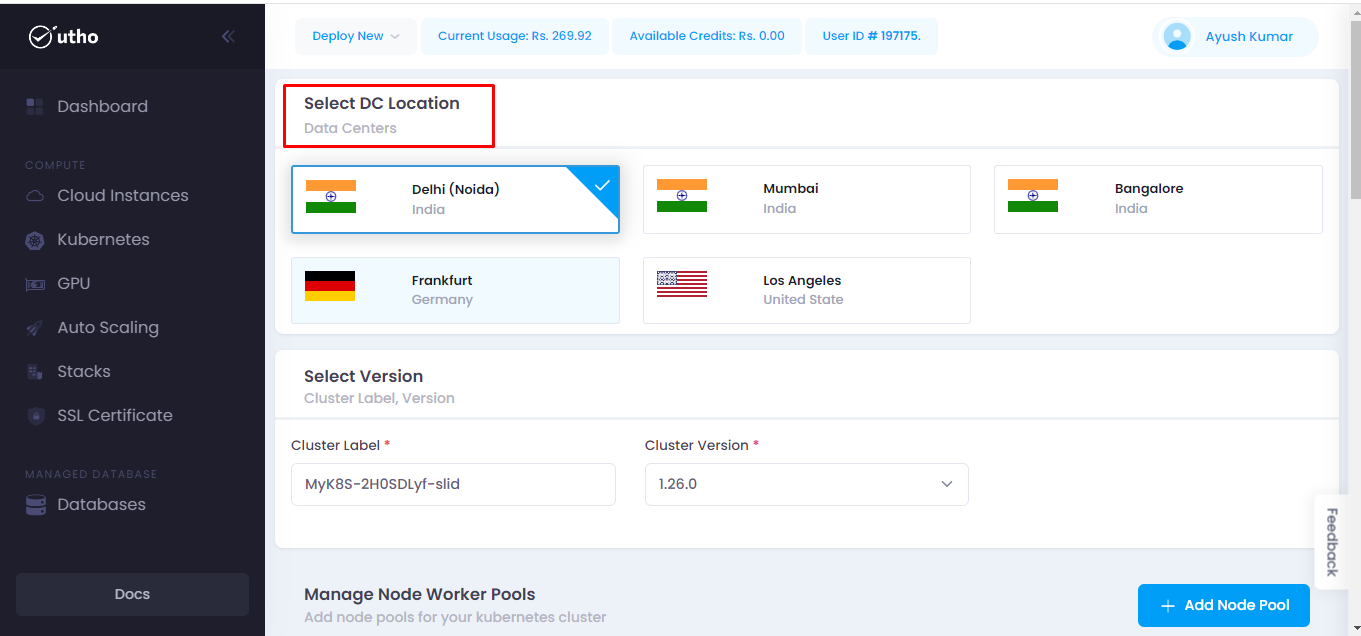 utho
Deploy New
Current Usage: Rs. 269.92
Available Credits: Rs. 0.00
User ID # 197175.
Ayush Kumar
Dashboard
COMPUTE
Cloud Instances
Kubernetes
GPU
Auto Scaling
Stacks
SSL Certificate
MANAGED DATABASE
Databases
Docs
Select DC Location
Data Centers
Delhi (Noida)
India
Mumbai
India
Bangalore
India
Frankfurt
Germany
Los Angeles
United State
Select Version
Cluster Label, Version
Cluster Label *
MyK8S-2H0SDLyf-slid
Cluster Version *
1.26.0
Feedback
Manage Node Worker Pools
Add node pools for your kubernetes cluster
+ Add Node Pool